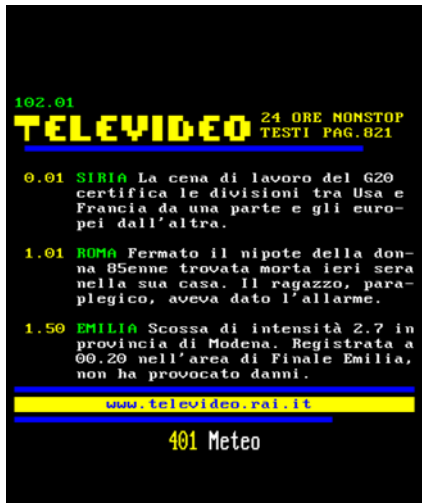 102.01
TELEVIDEO 24 ORE NONSTOP
TESTI PAG.821
0.01 SIRIA La cena di lavoro del G20
certifica le divisioni tra Usa e
Francia da una parte e gli euro-
pei dall'altra.
1.01 ROMA Fermato il nipote della don-
na 85enne trovata morta ieri sera
nella sua casa. Il ragazzo, para-
plegico, aveva dato l'allarme.
1.50 EMILIA Scossa di intensità 2.7 in
provincia di Modena. Registrata a
00.20 nell'area di Finale Emilia,
non ha provocato danni.
www.televideo.rai.it
401 Meteo